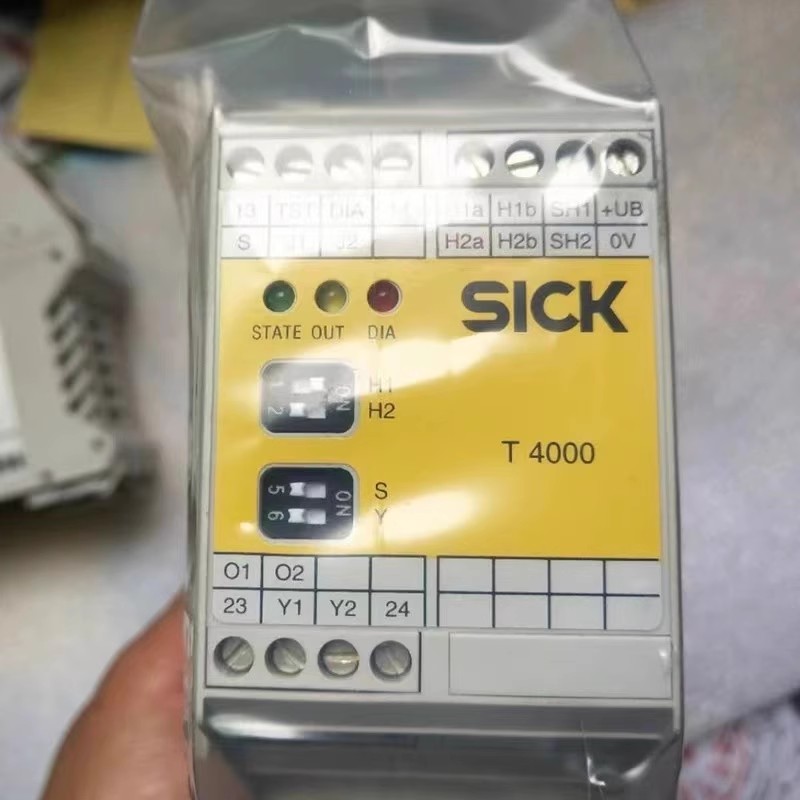 13 TST DIA 14 H1a H1b SH1 +UB
S J1 J2 H2a H2b SH2 0V
SICK
STATE OUT DIA
ON
1
2
H1
H2
T 4000
ON
5
6
S
Y
O1 O2
23 Y1 Y2 24